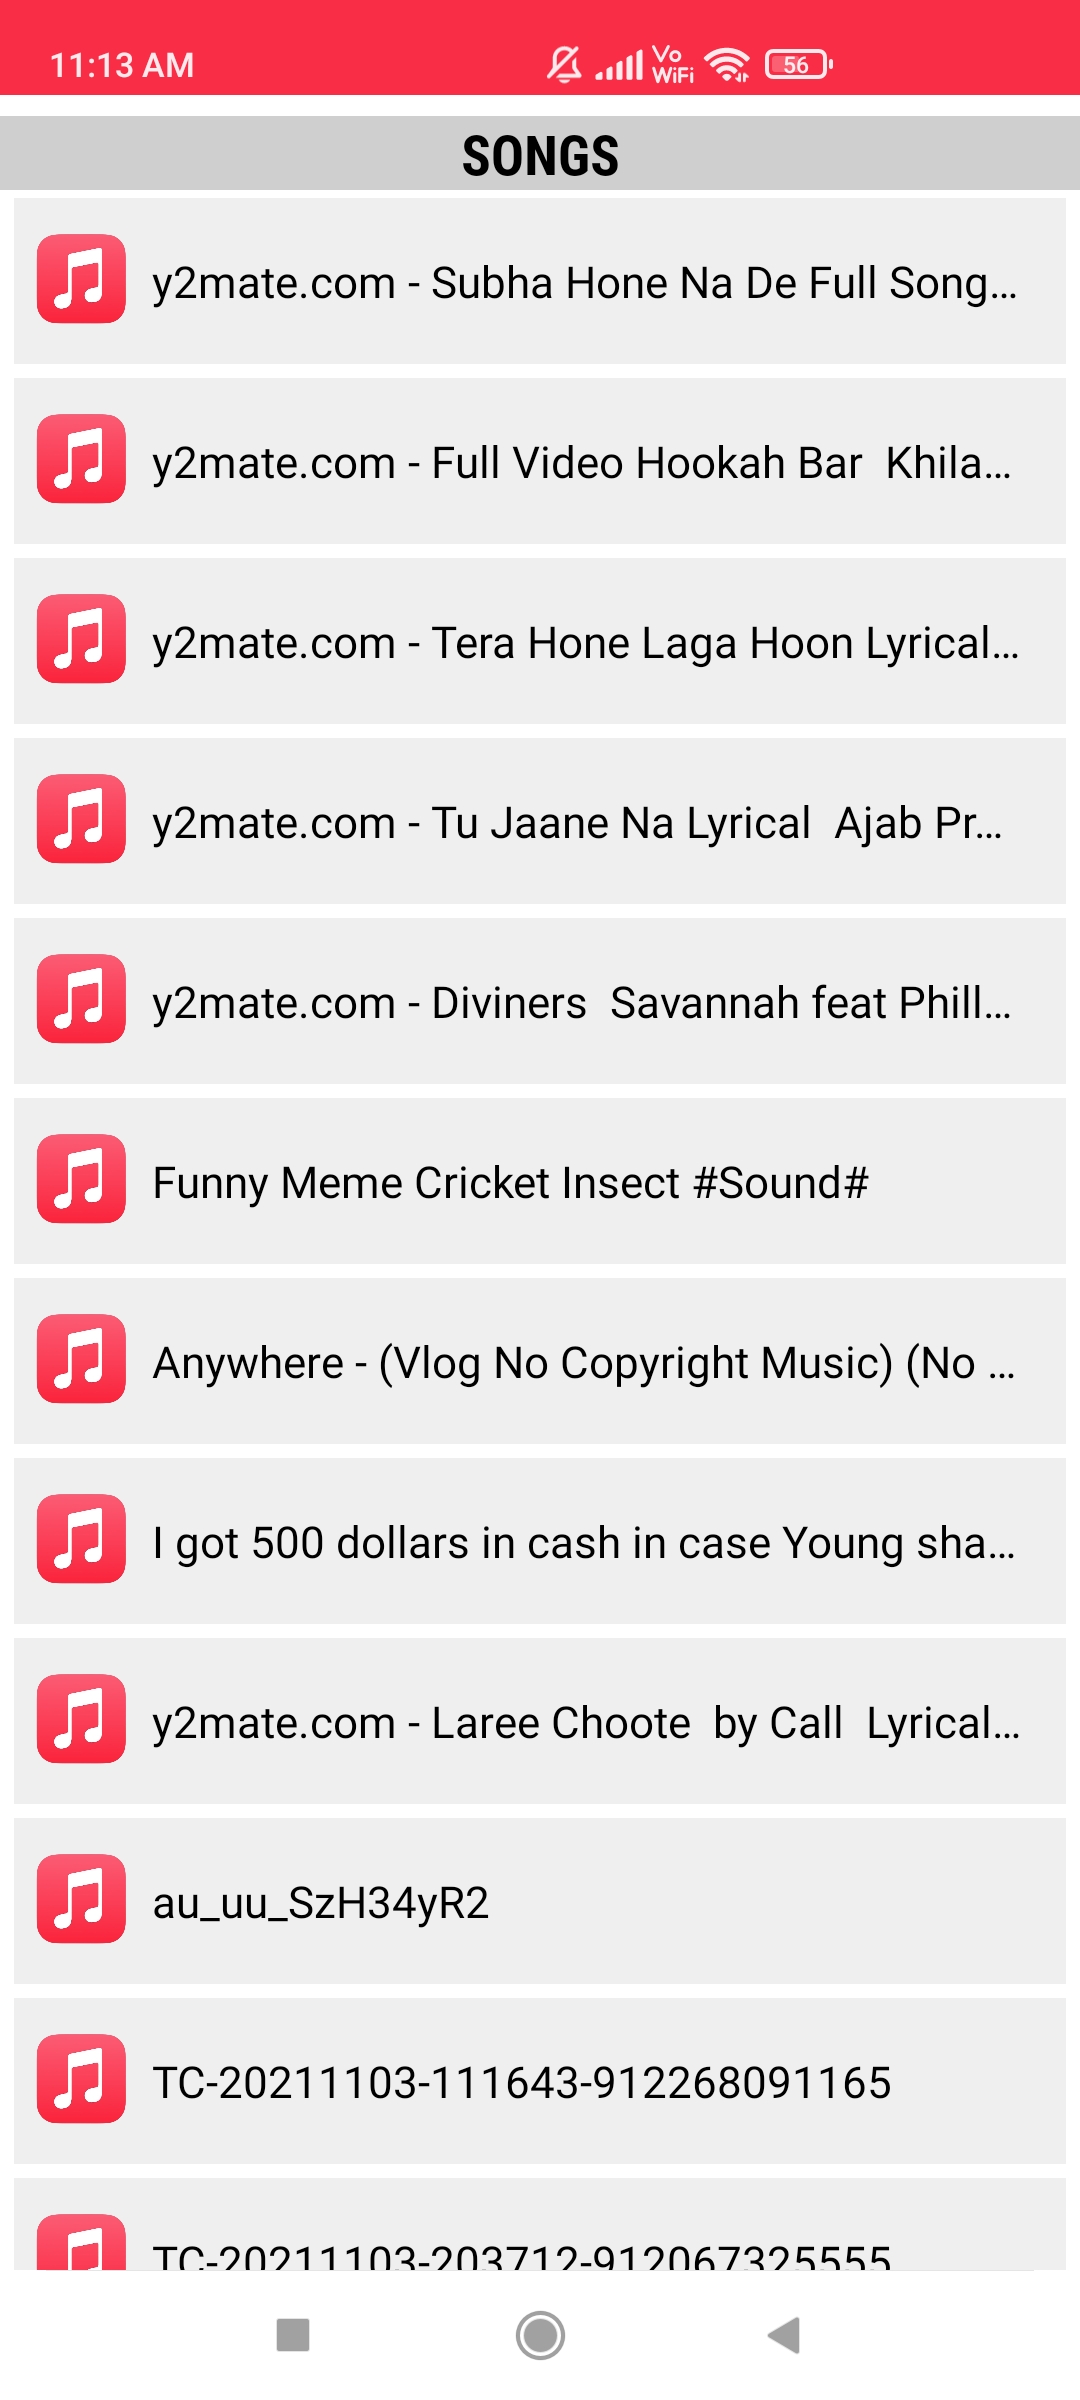 11:13 AM
Vo
WiFi
56
SONGS
y2mate.com - Subha Hone Na De Full Song...
y2mate.com - Full Video Hookah Bar  Khila...
y2mate.com - Tera Hone Laga Hoon Lyrical...
y2mate.com - Tu Jaane Na Lyrical  Ajab Pr...
y2mate.com - Diviners  Savannah feat Phill...
Funny Meme Cricket Insect #Sound#
Anywhere - (Vlog No Copyright Music) (No ...
I got 500 dollars in cash in case Young sha...
y2mate.com - Laree Choote  by Call  Lyrical...
au_uu_SzH34yR2
TC-20211103-111643-912268091165
TC-20211103-203712-912067325555